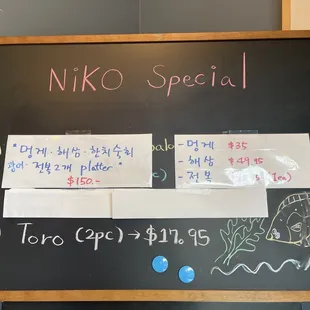 NiKO Special
"멍게·해삼·한치숙회
광어·전복2개 platter"
$150.-
-멍게 $35
-해삼 $49.95
-전복
Toro (2pc) → $17.95